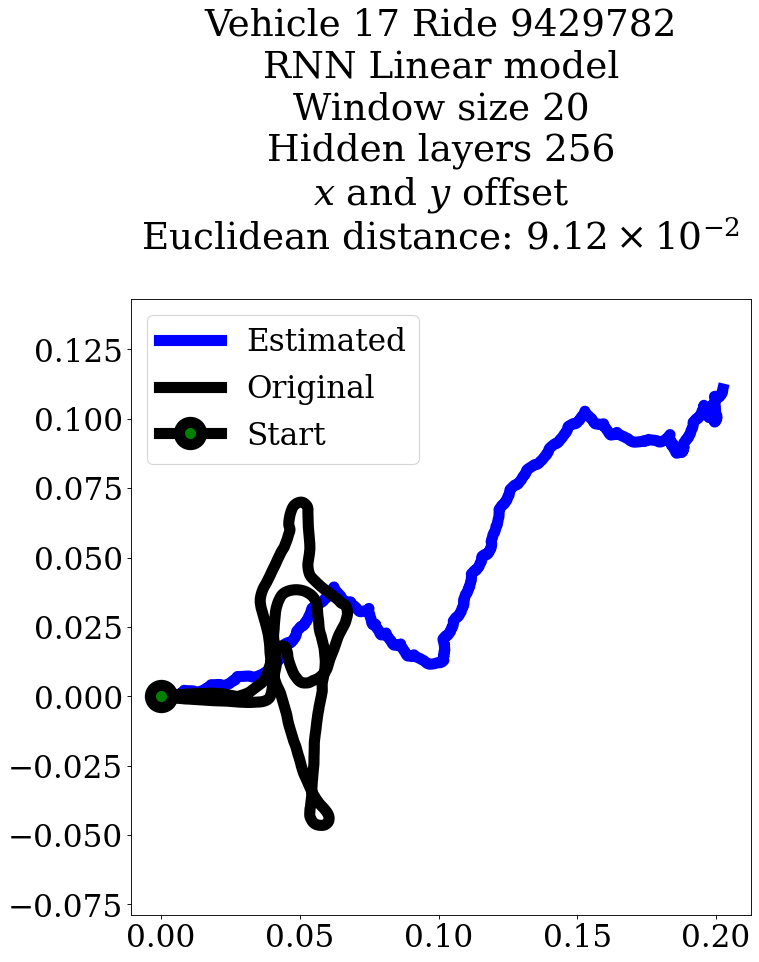 Vehicle 17 Ride 9429782
RNN Linear model
Window size 20
Hidden layers 256
x and y offset
Euclidean distance: 9.12 × 10⁻²
Estimated
Original
Start
0.125
0.100
0.075
0.050
0.025
0.000
−0.025
−0.050
−0.075
0.00 0.05 0.10 0.15 0.20